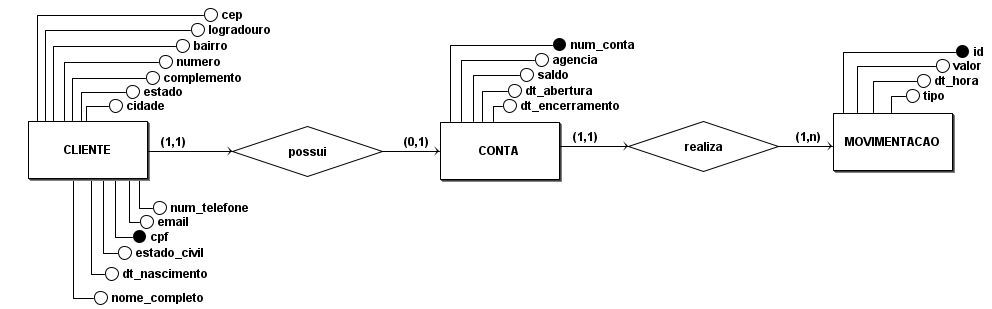 cep
logradouro
bairro
numero
complemento
estado
cidade
CLIENTE
num_telefone
email
cpf
estado_civil
dt_nascimento
nome_completo
(1,1)
possui
(0,1)
num_conta
agencia
saldo
dt_abertura
dt_encerramento
CONTA
(1,1)
realiza
(1,n)
id
valor
dt_hora
tipo
MOVIMENTACAO